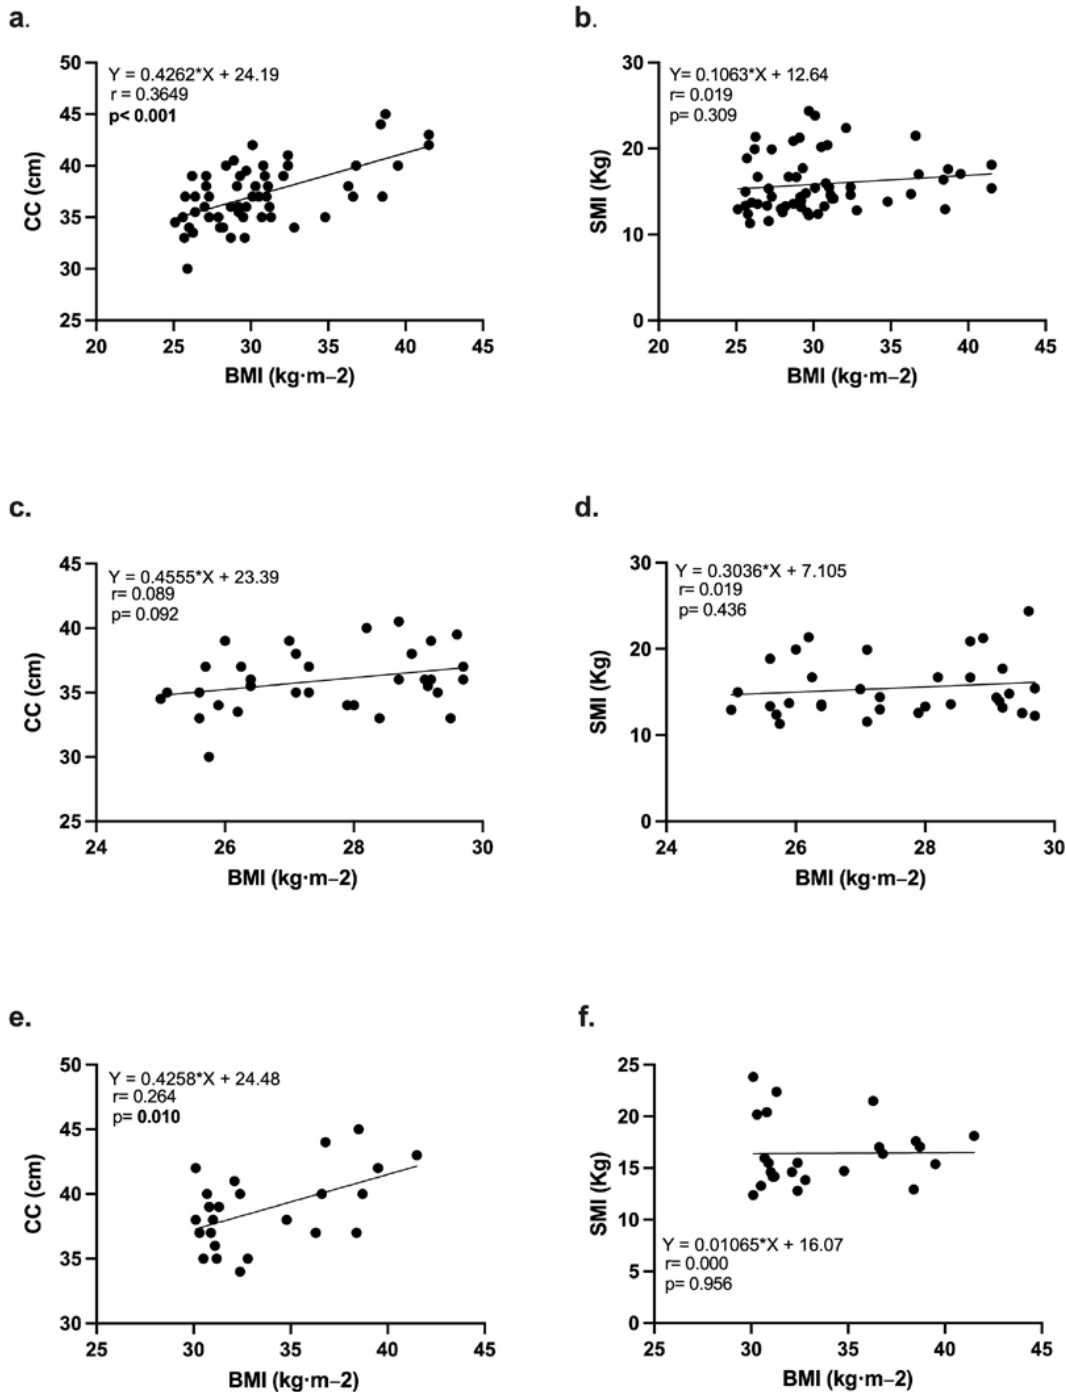 a.
Y = 0.4262*X + 24.19
r = 0.3649
p< 0.001
50
45
40
35
30
25
CC (cm)
20 25 30 35 40 45
BMI (kg·m−2)
b.
Y= 0.1063*X + 12.64
r= 0.019
p= 0.309
30
20
10
0
SMI (Kg)
20 25 30 35 40 45
BMI (kg·m−2)
c.
Y = 0.4555*X + 23.39
r= 0.089
p= 0.092
45
40
35
30
25
CC (cm)
24 26 28 30
BMI (kg·m−2)
d.
Y = 0.3036*X + 7.105
r= 0.019
p= 0.436
30
20
10
0
SMI (Kg)
24 26 28 30
BMI (kg·m−2)
e.
Y = 0.4258*X + 24.48
r= 0.264
p= 0.010
50
45
40
35
30
CC (cm)
25 30 35 40 45
BMI (kg·m−2)
f.
25
20
15
10
5
0
SMI (Kg)
Y = 0.01065*X + 16.07
r= 0.000
p= 0.956
25 30 35 40 45
BMI (kg·m−2)